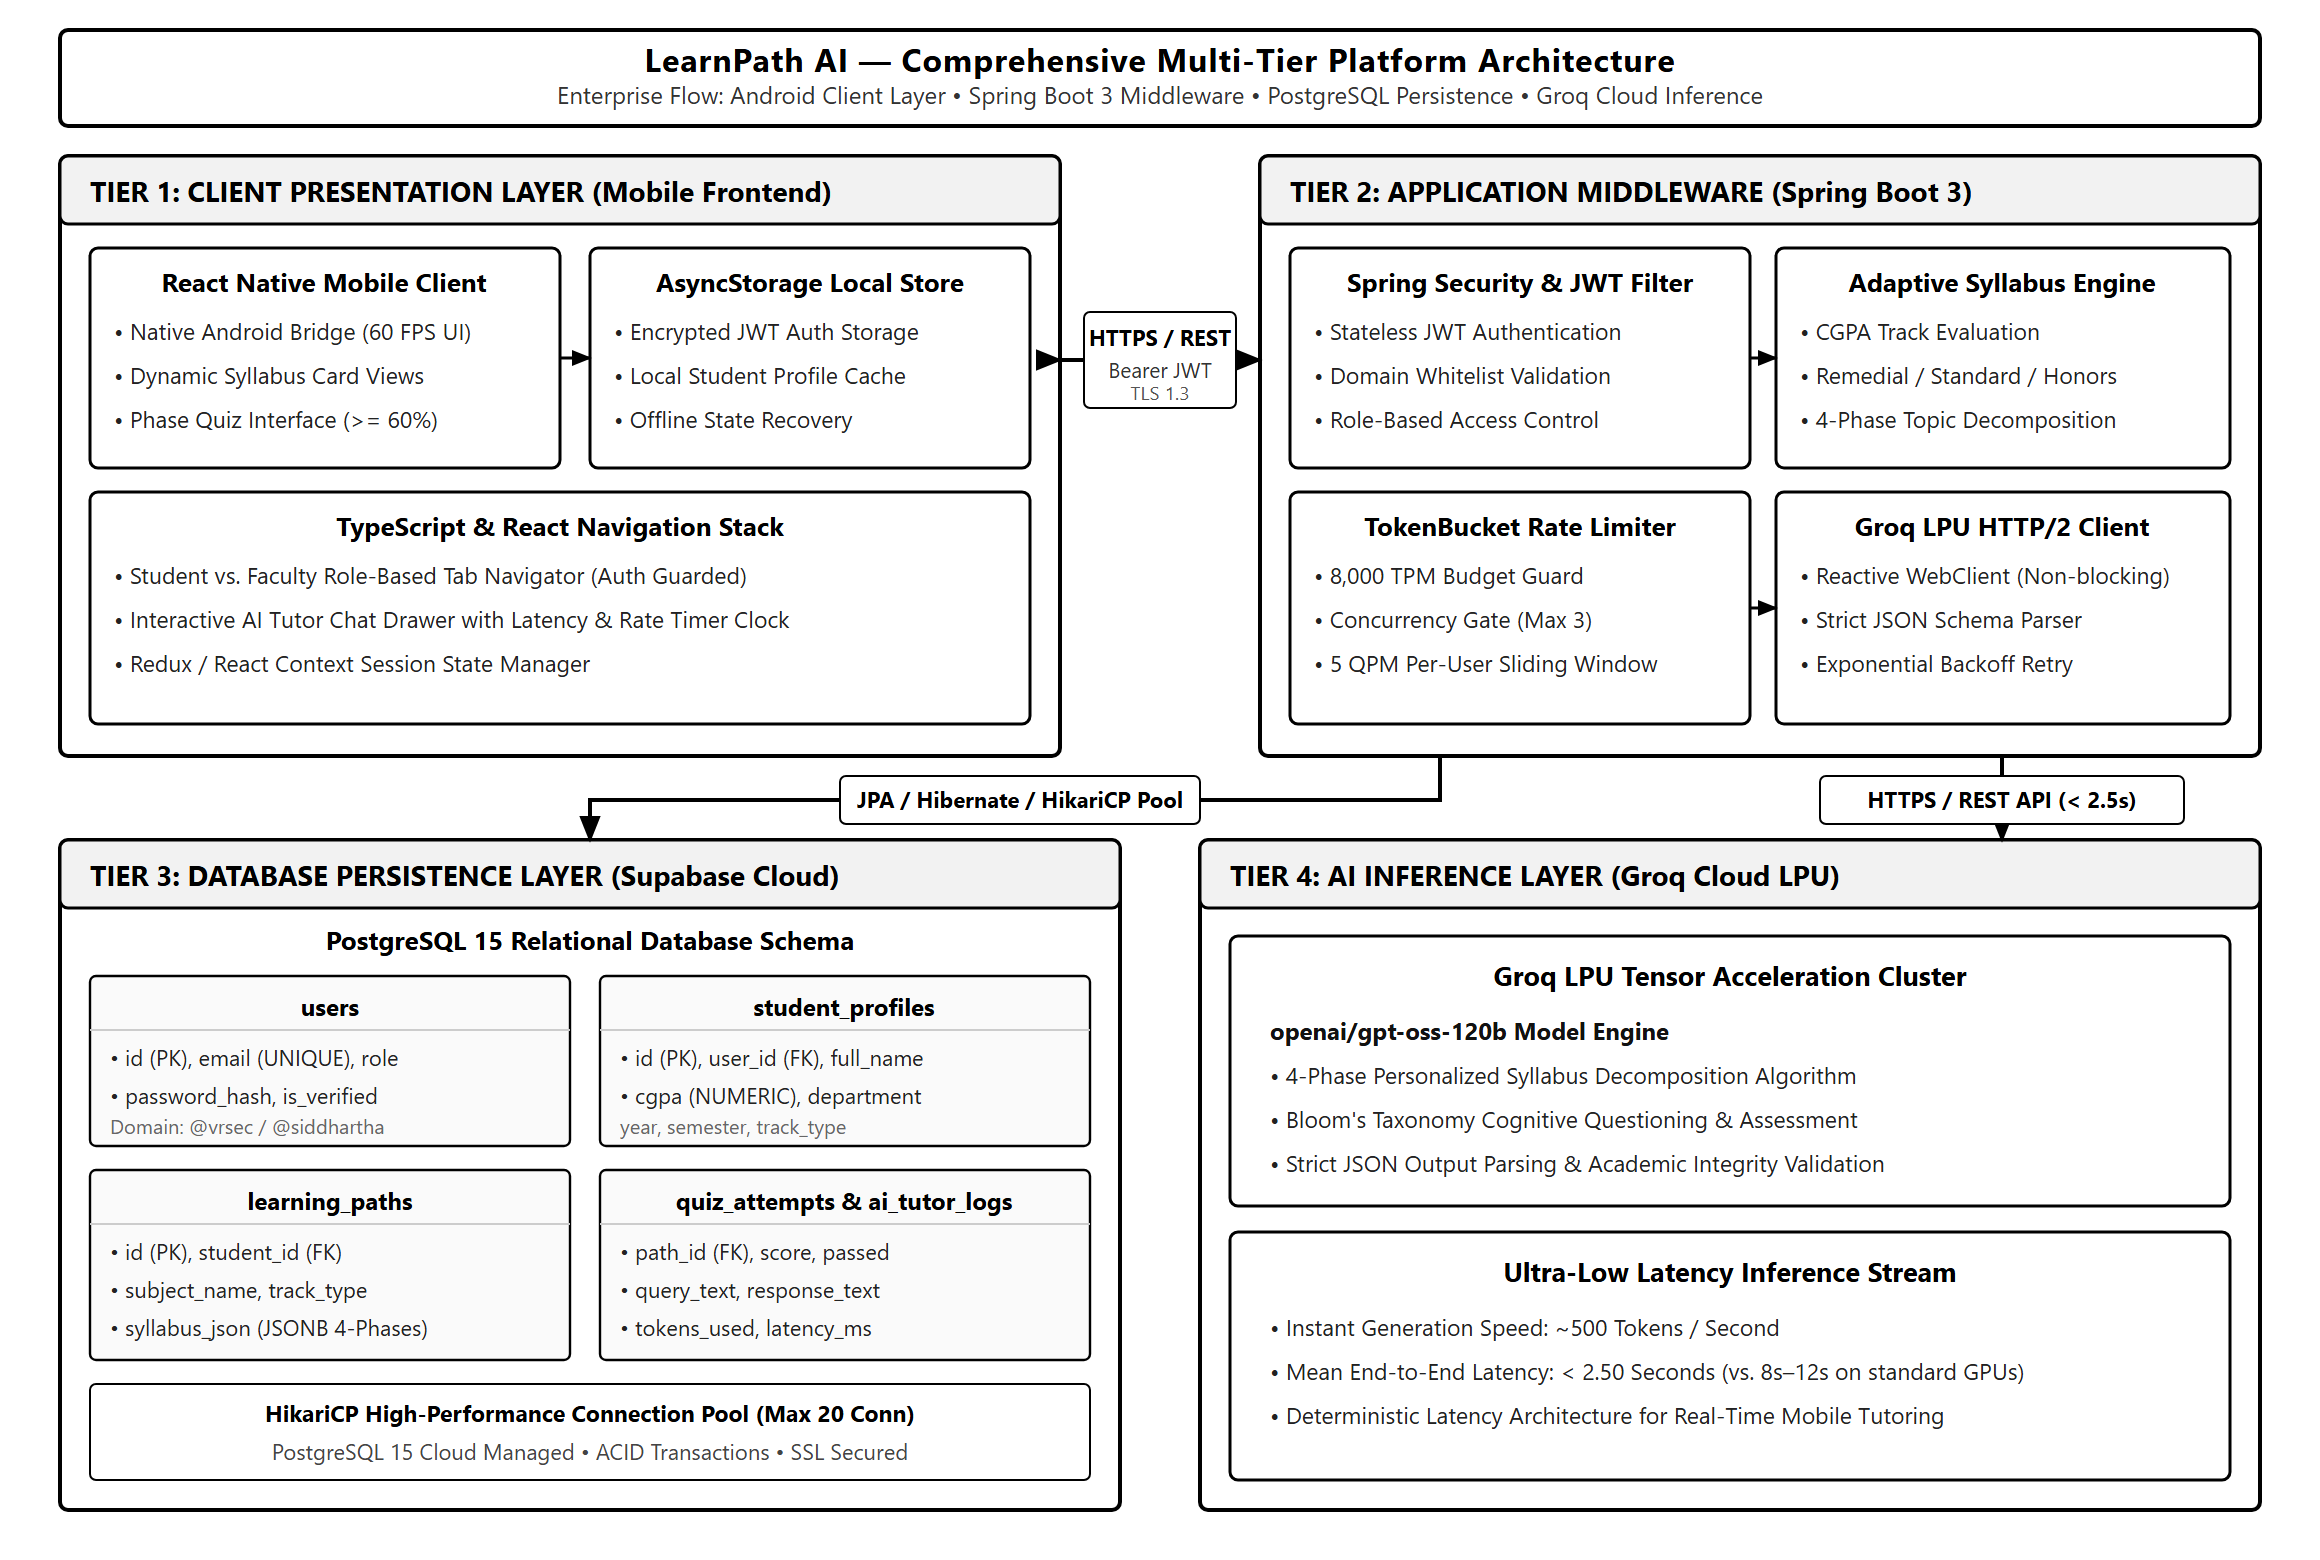 LearnPath AI — Comprehensive Multi-Tier Platform Architecture
Enterprise Flow: Android Client Layer • Spring Boot 3 Middleware • PostgreSQL Persistence • Groq Cloud Inference
TIER 1: CLIENT PRESENTATION LAYER (Mobile Frontend)
React Native Mobile Client
• Native Android Bridge (60 FPS UI)
• Dynamic Syllabus Card Views
• Phase Quiz Interface (>= 60%)
AsyncStorage Local Store
• Encrypted JWT Auth Storage
• Local Student Profile Cache
• Offline State Recovery
TypeScript & React Navigation Stack
• Student vs. Faculty Role-Based Tab Navigator (Auth Guarded)
• Interactive AI Tutor Chat Drawer with Latency & Rate Timer Clock
• Redux / React Context Session State Manager
HTTPS / REST
Bearer JWT
TLS 1.3
TIER 2: APPLICATION MIDDLEWARE (Spring Boot 3)
Spring Security & JWT Filter
• Stateless JWT Authentication
• Domain Whitelist Validation
• Role-Based Access Control
Adaptive Syllabus Engine
• CGPA Track Evaluation
• Remedial / Standard / Honors
• 4-Phase Topic Decomposition
TokenBucket Rate Limiter
• 8,000 TPM Budget Guard
• Concurrency Gate (Max 3)
• 5 QPM Per-User Sliding Window
Groq LPU HTTP/2 Client
• Reactive WebClient (Non-blocking)
• Strict JSON Schema Parser
• Exponential Backoff Retry
JPA / Hibernate / HikariCP Pool
HTTPS / REST API (< 2.5s)
TIER 3: DATABASE PERSISTENCE LAYER (Supabase Cloud)
PostgreSQL 15 Relational Database Schema
users
• id (PK), email (UNIQUE), role
• password_hash, is_verified
Domain: @vrsec / @siddhartha
student_profiles
• id (PK), user_id (FK), full_name
• cgpa (NUMERIC), department
year, semester, track_type
learning_paths
• id (PK), student_id (FK)
• subject_name, track_type
• syllabus_json (JSONB 4-Phases)
quiz_attempts & ai_tutor_logs
• path_id (FK), score, passed
• query_text, response_text
• tokens_used, latency_ms
HikariCP High-Performance Connection Pool (Max 20 Conn)
PostgreSQL 15 Cloud Managed • ACID Transactions • SSL Secured
TIER 4: AI INFERENCE LAYER (Groq Cloud LPU)
Groq LPU Tensor Acceleration Cluster
openai/gpt-oss-120b Model Engine
• 4-Phase Personalized Syllabus Decomposition Algorithm
• Bloom's Taxonomy Cognitive Questioning & Assessment
• Strict JSON Output Parsing & Academic Integrity Validation
Ultra-Low Latency Inference Stream
• Instant Generation Speed: ~500 Tokens / Second
• Mean End-to-End Latency: < 2.50 Seconds (vs. 8s–12s on standard GPUs)
• Deterministic Latency Architecture for Real-Time Mobile Tutoring